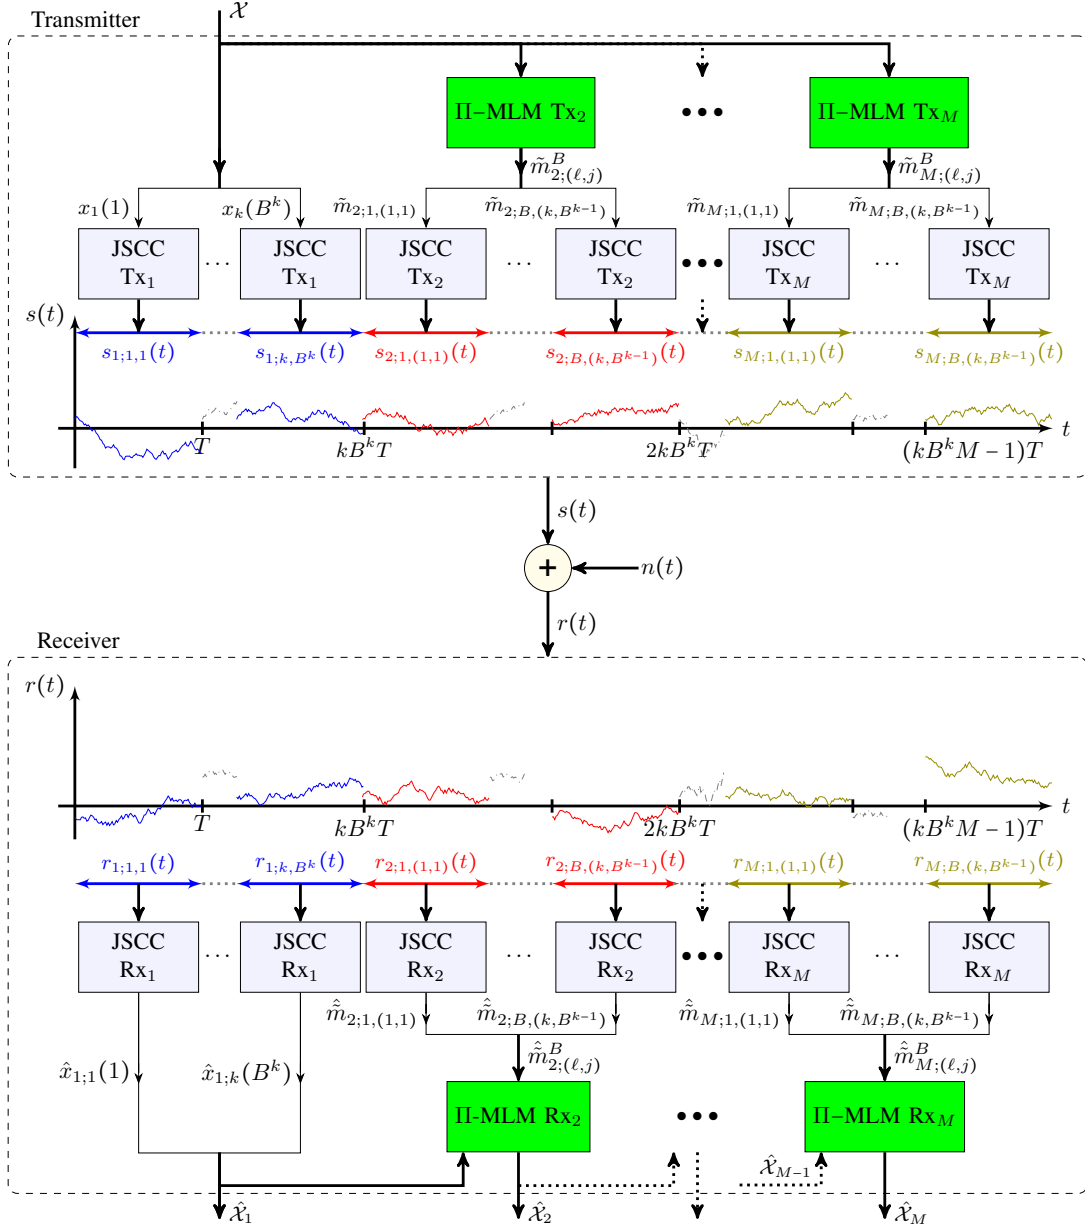 𝒳
Transmitter
Π−MLM Tx₂ ••• Π−MLM Tx_M
m̃^B_{2;(ℓ,j)} m̃^B_{M;(ℓ,j)}
x₁(1) x_k(B^k) m̃_{2;1,(1,1)} m̃_{2;B,(k,B^{k−1})} m̃_{M;1,(1,1)} m̃_{M;B,(k,B^{k−1})}
JSCC ... JSCC JSCC ... JSCC ••• JSCC ... JSCC
Tx₁ Tx₁ Tx₂ Tx₂ Tx_M Tx_M
s(t)
s_{1;1,1}(t) s_{1;k,B^k}(t) s_{2;1,(1,1)}(t) s_{2;B,(k,B^{k−1})}(t) s_{M;1,(1,1)}(t) s_{M;B,(k,B^{k−1})}(t)
T kB^kT 2kB^kT (kB^kM − 1)T t
s(t)
+ n(t)
r(t)
Receiver
r(t)
T kB^kT 2kB^kT (kB^kM − 1)T t
r_{1;1,1}(t) r_{1;k,B^k}(t) r_{2;1,(1,1)}(t) r_{2;B,(k,B^{k−1})}(t) r_{M;1,(1,1)}(t) r_{M;B,(k,B^{k−1})}(t)
JSCC ... JSCC JSCC ... JSCC ••• JSCC ... JSCC
Rx₁ Rx₁ Rx₂ Rx₂ Rx_M Rx_M
\hat{m̃}_{2;1,(1,1)} \hat{m̃}_{2;B,(k,B^{k−1})} \hat{m̃}_{M;1,(1,1)} \hat{m̃}_{M;B,(k,B^{k−1})}
\hat{m̃}^B_{2;(ℓ,j)} \hat{m̃}^B_{M;(ℓ,j)}
x̂_{1;1}(1) x̂_{1;k}(B^k)
Π-MLM Rx₂ ••• Π−MLM Rx_M
𝒳̂_{M−1}
𝒳̂₁ 𝒳̂₂ 𝒳̂_M